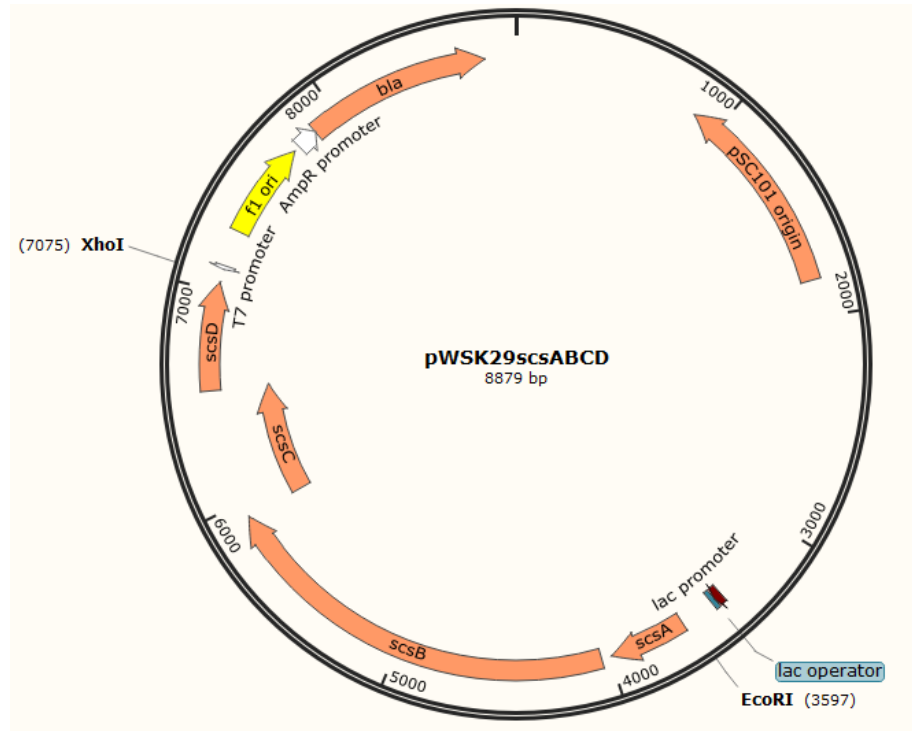 1000
pSC101 origin
2000
3000
lac promoter
lac operator
EcoRI (3597)
scsA
4000
scsB
5000
6000
scsC
scsD
7000
(7075) XhoI
T7 promoter
f1 ori
AmpR promoter
8000
bla
pWSK29scsABCD
8879 bp